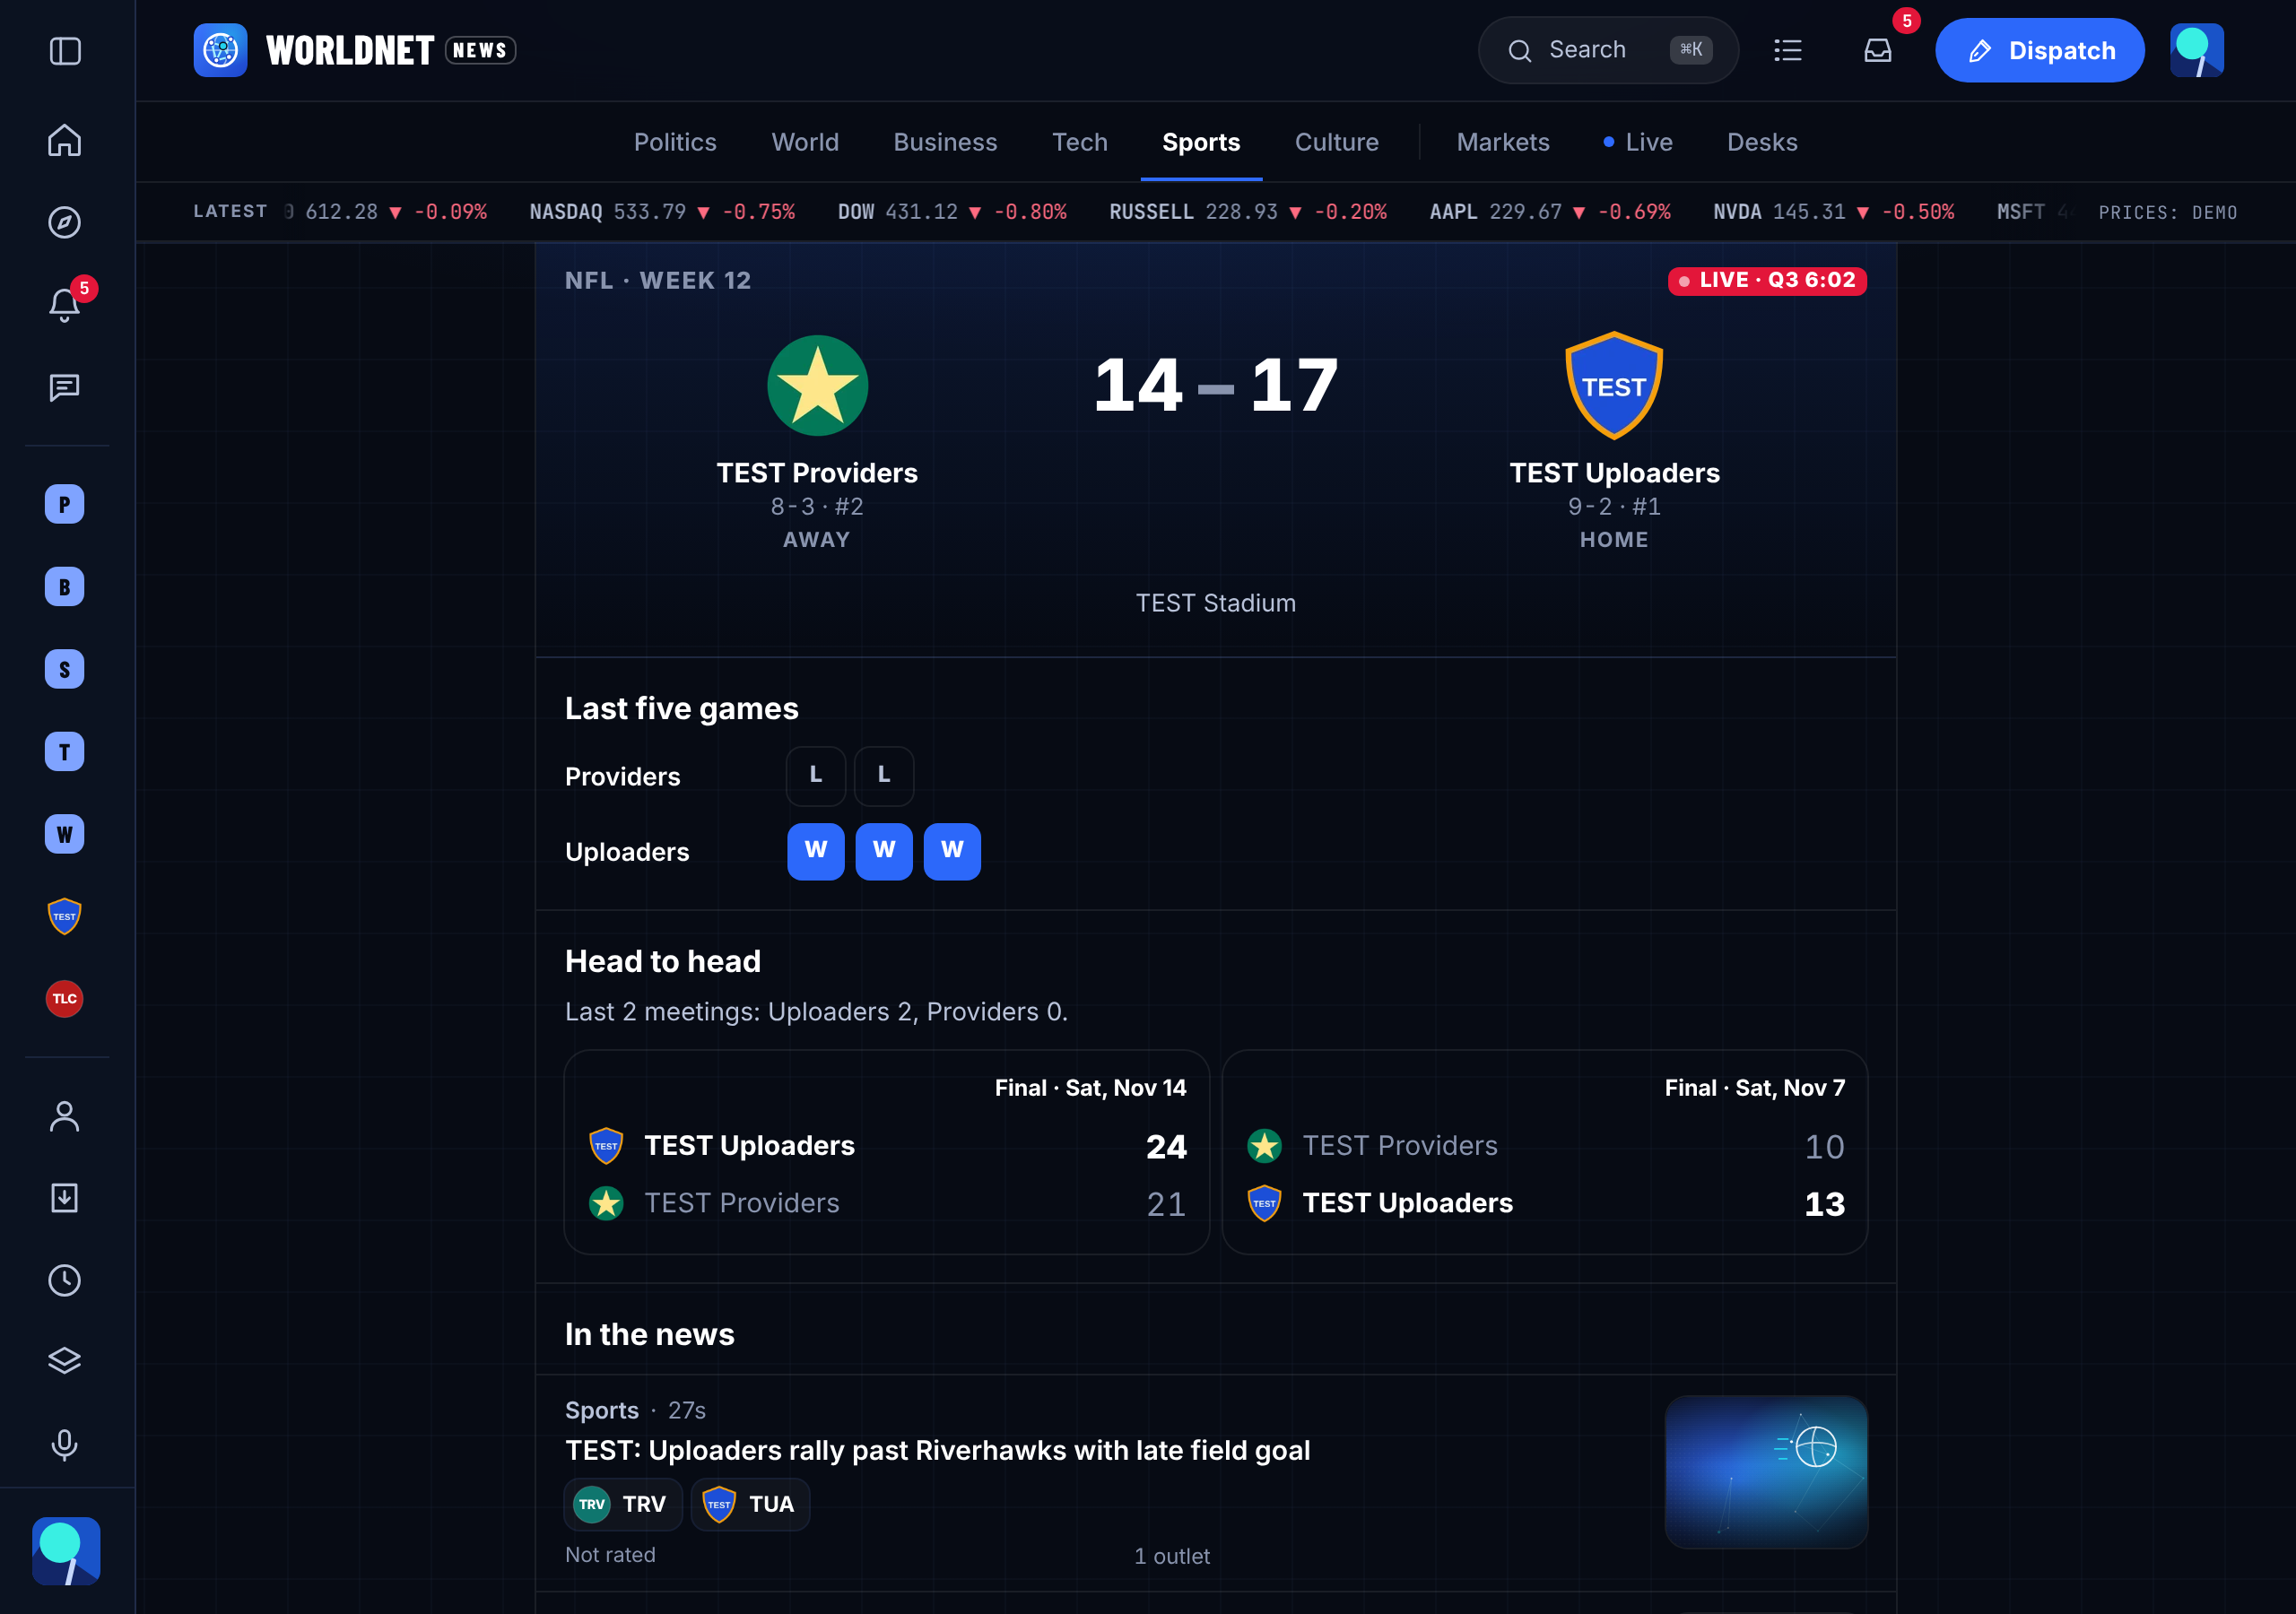 WORLDNET NEWS
Search ⌘K
5
Dispatch
Politics World Business Tech Sports Culture Markets Live Desks
LATEST 612.28 ▼ -0.09% NASDAQ 533.79 ▼ -0.75% DOW 431.12 ▼ -0.80% RUSSELL 228.93 ▼ -0.20% AAPL 229.67 ▼ -0.69% NVDA 145.31 ▼ -0.50% MSFT PRICES: DEMO
5
P
B
S
T
W
TEST
TLC
NFL · WEEK 12
LIVE · Q3 6:02
14 – 17
TEST
TEST Providers
8-3 · #2
AWAY
TEST Uploaders
9-2 · #1
HOME
TEST Stadium
Last five games
Providers L L
Uploaders W W W
Head to head
Last 2 meetings: Uploaders 2, Providers 0.
Final · Sat, Nov 14
TEST TEST Uploaders 24
TEST Providers 21
Final · Sat, Nov 7
TEST Providers 10
TEST TEST Uploaders 13
In the news
Sports · 27s
TEST: Uploaders rally past Riverhawks with late field goal
TRV TRV TEST TUA
Not rated 1 outlet